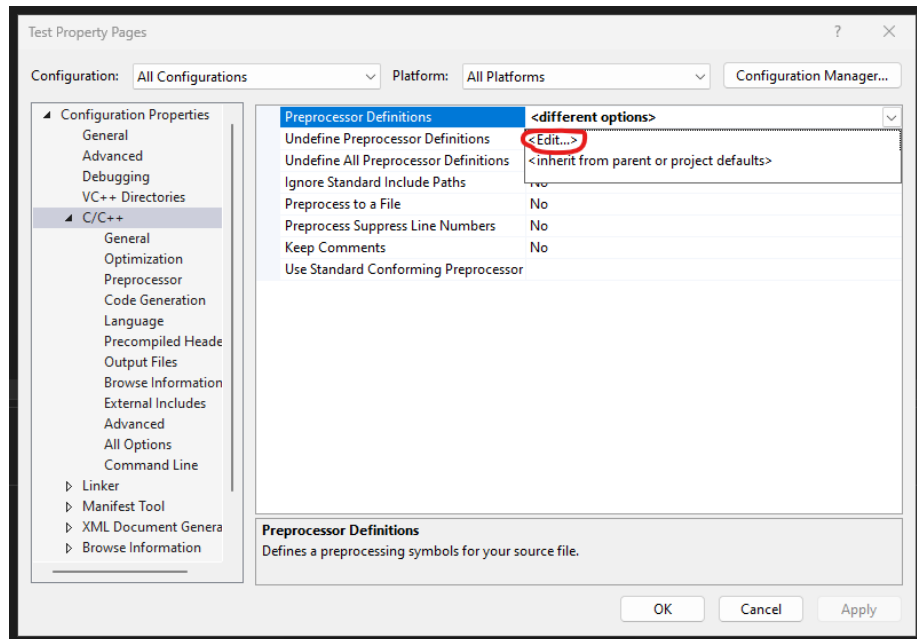 Test Property Pages ?
Configuration: All Configurations Platform: All Platforms Configuration Manager...
Configuration Properties
General
Advanced
Debugging
VC++ Directories
C/C++
General
Optimization
Preprocessor
Code Generation
Language
Precompiled Heade
Output Files
Browse Information
External Includes
Advanced
All Options
Command Line
Linker
Manifest Tool
XML Document Genera
Browse Information
Preprocessor Definitions <different options>
Undefine Preprocessor Definitions <Edit...>
Undefine All Preprocessor Definitions <inherit from parent or project defaults>
Ignore Standard Include Paths No
Preprocess to a File No
Preprocess Suppress Line Numbers No
Keep Comments No
Use Standard Conforming Preprocessor
Preprocessor Definitions
Defines a preprocessing symbols for your source file.
OK Cancel Apply